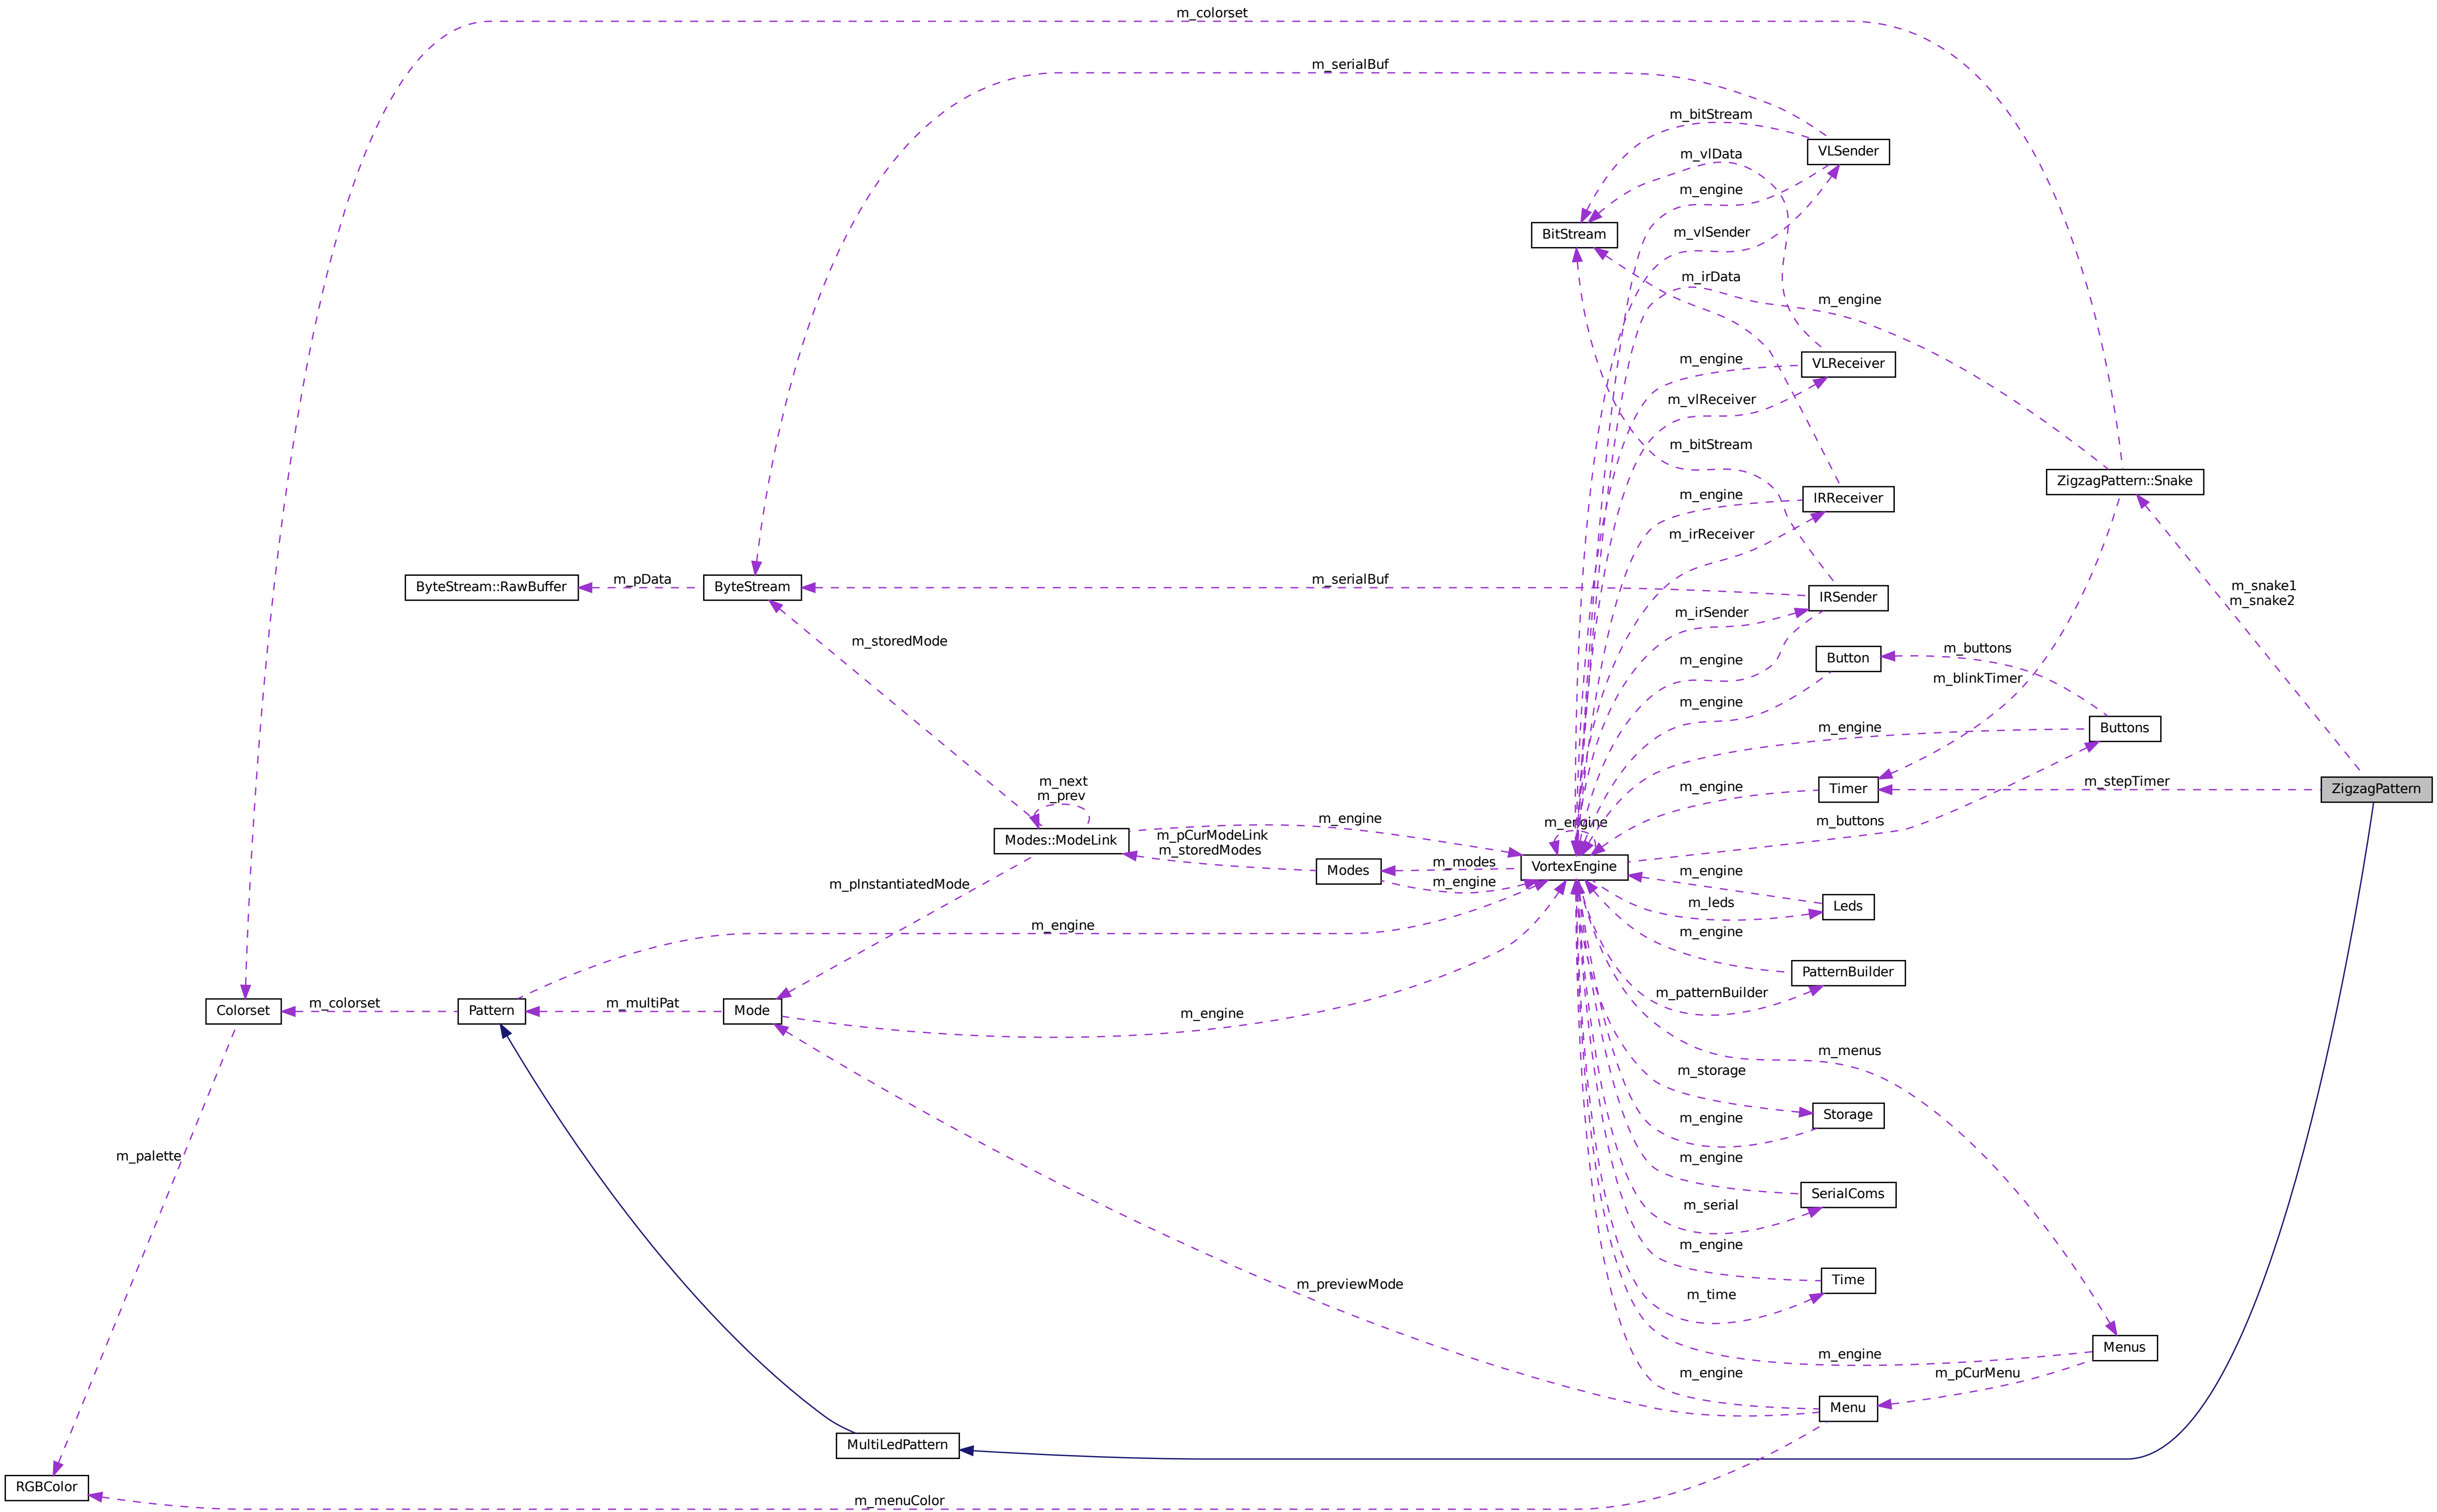 m_colorset
m_serialBuf
m_bitStream
VLSender
m_vlData
m_engine
BitStream
m_vlSender
m_irData
m_engine
m_engine
VLReceiver
m_vlReceiver
m_bitStream
ZigzagPattern::Snake
m_engine
IRReceiver
m_irReceiver
ByteStream::RawBuffer
m_pData
ByteStream
m_serialBuf
m_snake1
m_snake2
IRSender
m_irSender
m_storedMode
m_buttons
Button
m_engine
m_blinkTimer
m_engine
m_engine
Buttons
m_next
m_prev
m_engine
Timer
m_stepTimer
ZigzagPattern
m_engine
m_engine
m_buttons
Modes::ModeLink
m_pCurModeLink
m_storedModes
Modes
m_modes
m_engine
VortexEngine
m_engine
m_pInstantiatedMode
m_leds
Leds
m_engine
m_engine
PatternBuilder
m_patternBuilder
Colorset
m_colorset
Pattern
m_multiPat
Mode
m_engine
m_menus
m_storage
Storage
m_engine
m_palette
m_engine
SerialComs
m_serial
m_engine
Time
m_previewMode
m_time
Menus
m_engine
m_engine
m_pCurMenu
Menu
MultiLedPattern
RGBColor
m_menuColor